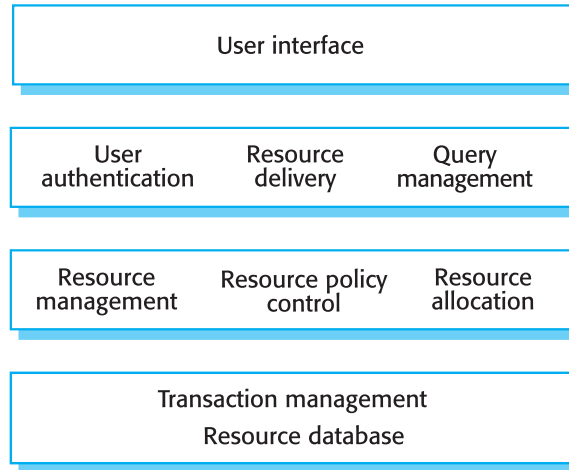 User interface
User Resource Query
authentication delivery management
Resource Resource policy Resource
management control allocation
Transaction management
Resource database